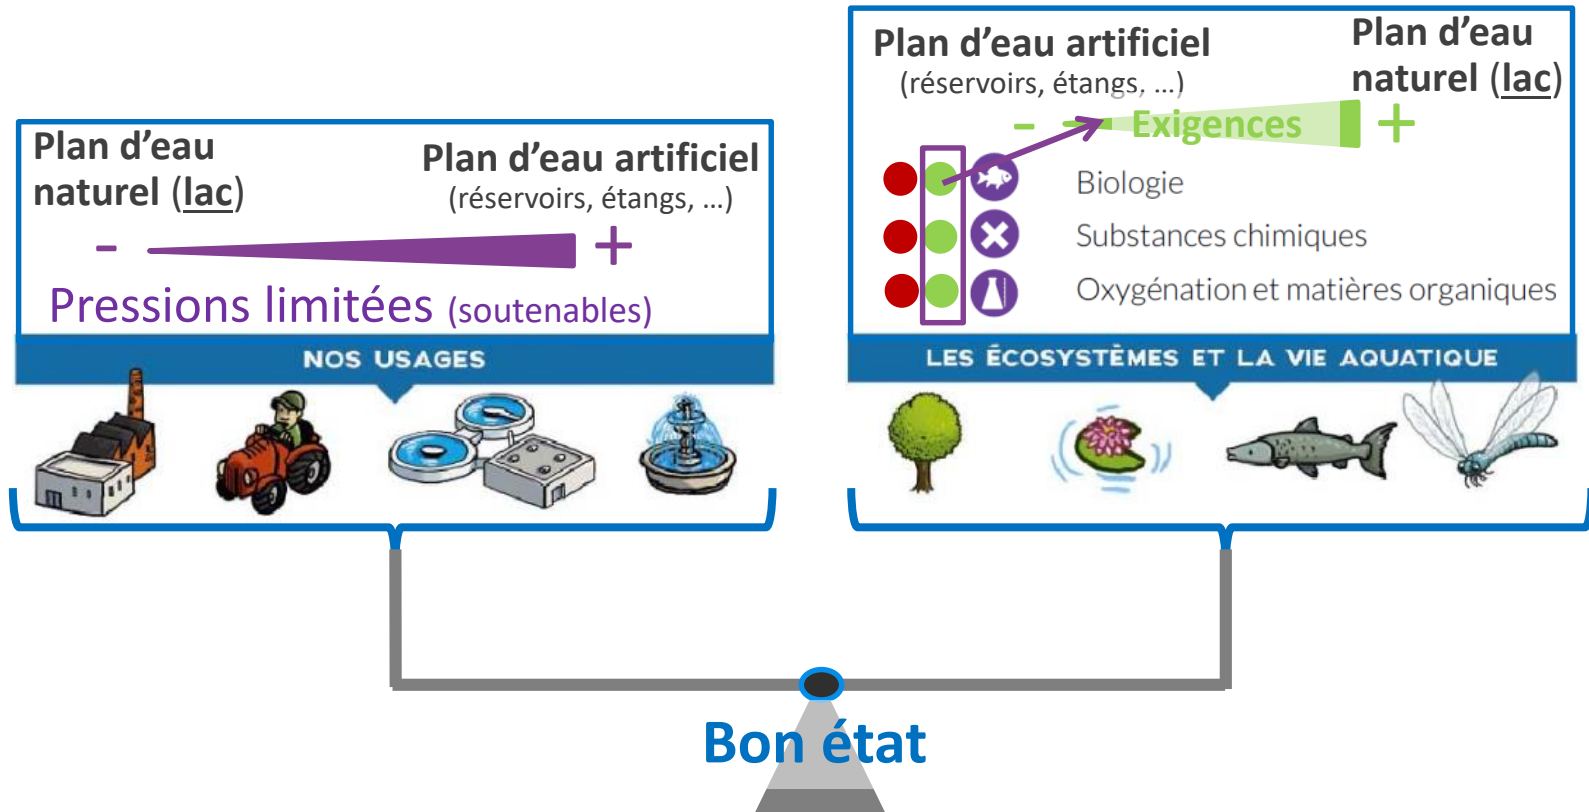 Plan d’eau
naturel (lac)
Plan d’eau artificiel
(réservoirs, étangs, ...)
- +
Pressions limitées (soutenables)
NOS USAGES
Plan d’eau artificiel
(réservoirs, étangs, ...)
Plan d’eau
naturel (lac)
- Exigences +
Biologie
Substances chimiques
Oxygénation et matières organiques
LES ÉCOSYSTÈMES ET LA VIE AQUATIQUE
Bon état